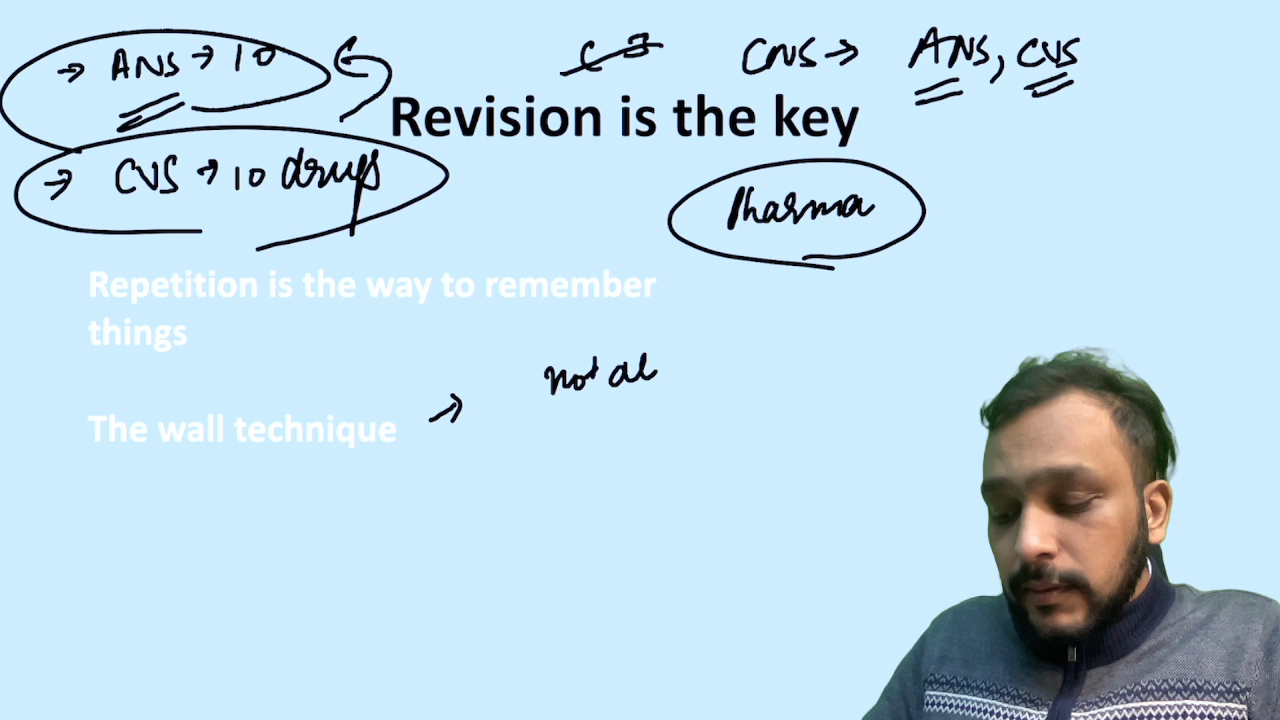 → ANS → 10
CNS → ANS, CVS
Revision is the key
→ CVS → 10 drugs
Pharma
Repetition is the way to remember
things
→ not al
The wall technique